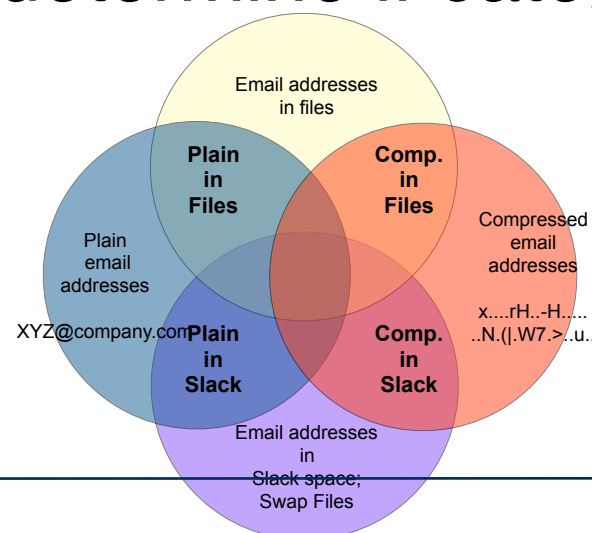 Email addresses
in files
Plain
in
Files
Comp.
in
Files
Plain
email
addresses
XYZ@company.com
Compressed
email
addresses
x....rH..-H.....
..N.(|.W7.>..u..
Plain
in
Slack
Comp.
in
Slack
Email addresses
in
Slack space;
Swap Files